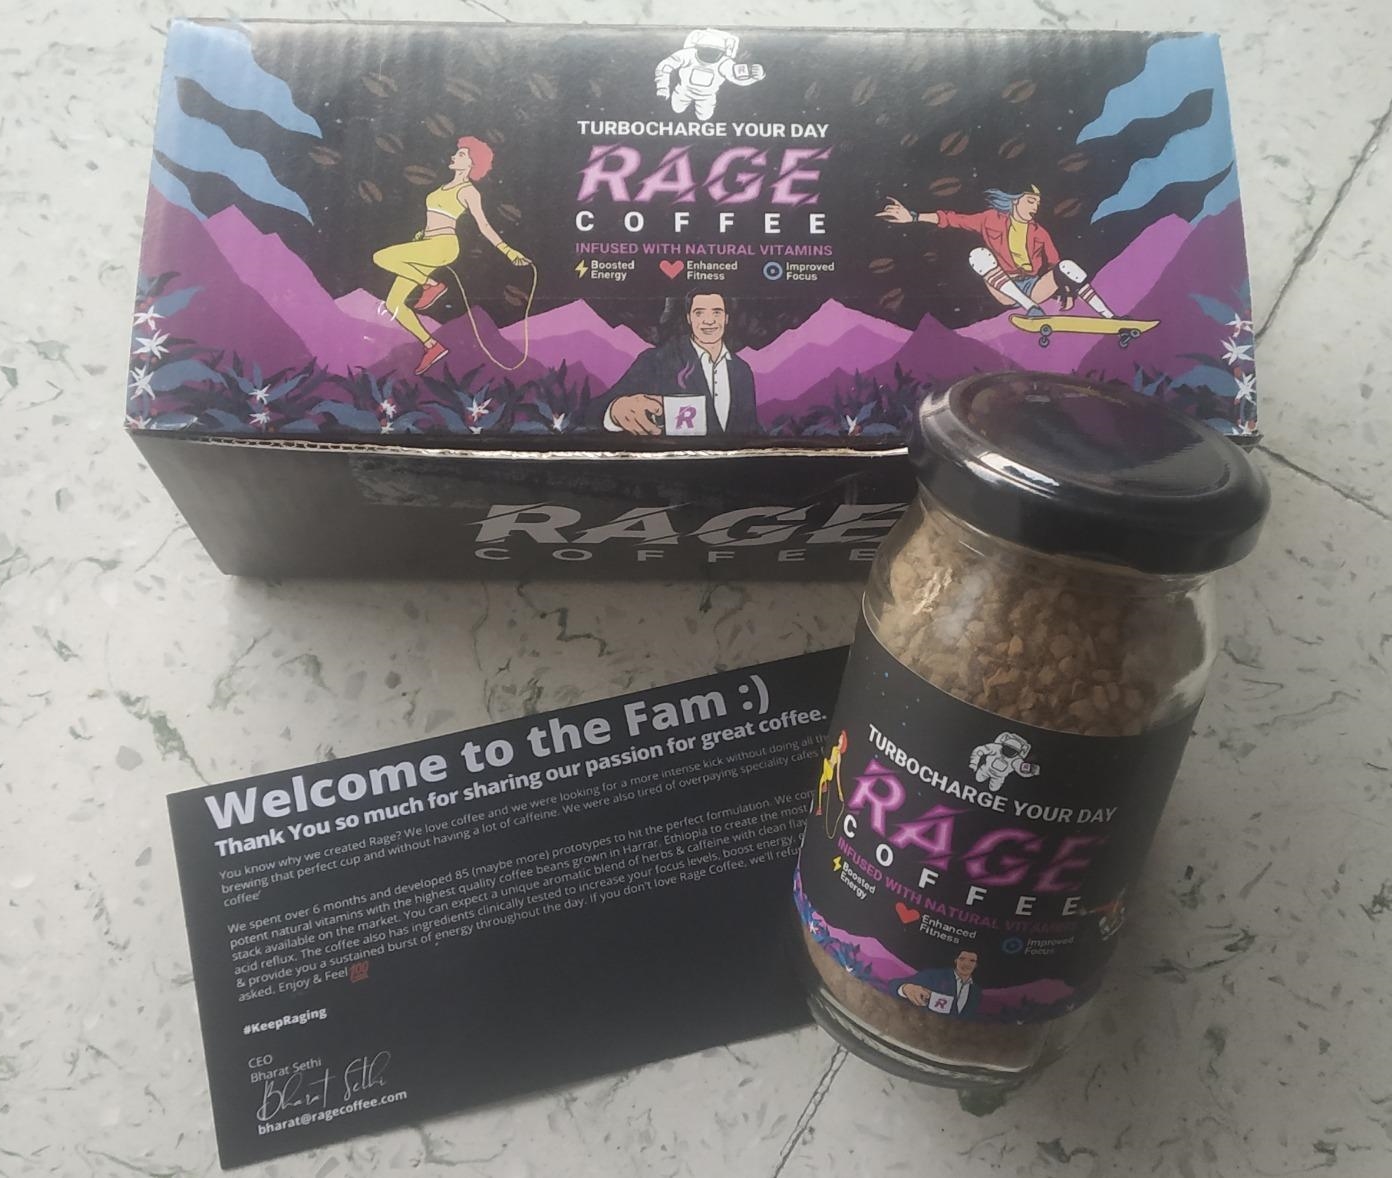 TURBOCHARGE YOUR DAY
RAGE
COFFEE
INFUSED WITH NATURAL VITAMINS
Boosted Energy
Enhanced Fitness
Improved Focus
R
RAGE
COFFEE
Welcome to the Fam :)
Thank You so much for sharing our passion for great coffee.
You know why we created Rage? We love coffee and we were looking for a more intense kick without doing all
brewing that perfect cup and without having a lot of caffeine. We were also tired of overpaying speciality cafes
coffee'
We spent over 6 months and developed 85 (maybe more) prototypes to hit the perfect formulation. We
potent natural vitamins with the highest quality coffee beans grown in Harrar, Ethiopia to create the most
stack available on the market. You can expect a unique aromatic blend of herbs & caffeine with clean
acid reflux. The coffee also has ingredients clinically tested to increase your focus levels, boost energy,
& provide you a sustained burst of energy throughout the day. If you don't love Rage Coffee, we'll
asked. Enjoy & Feel 💯
#KeepRaging
CEO
Bharat Sethi
Bharat Sethi
bharat@ragecoffee.com
TURBOCHARGE YOUR DAY
RAGE
COFFEE
INFUSED WITH NATURAL VITAMINS
Boosted Energy
Enhanced Fitness
Improved Focus
R